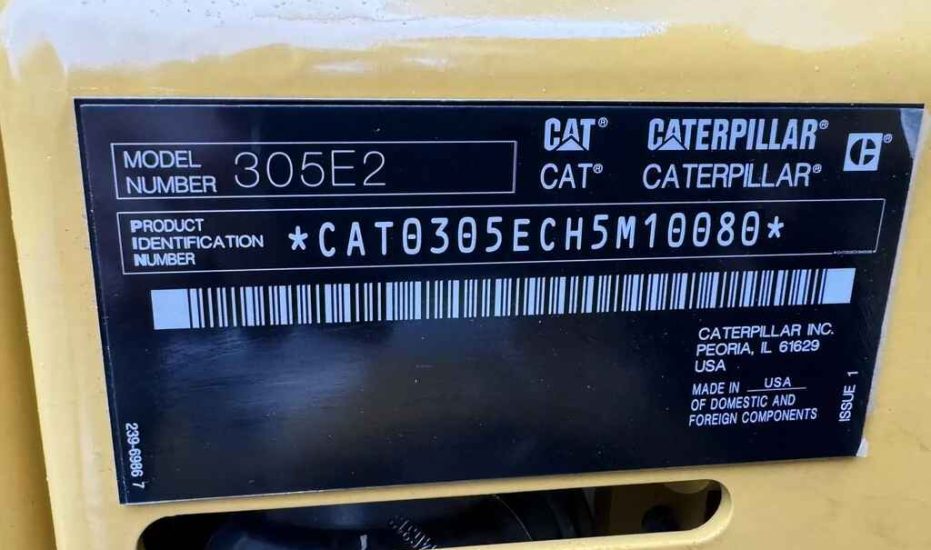 CAT® CATERPILLAR®
CAT® CATERPILLAR®
MODEL NUMBER 305E2
PRODUCT IDENTIFICATION NUMBER *CAT0305ECH5M10080*
CATERPILLAR INC.
PEORIA, IL 61629
USA
MADE IN USA
OF DOMESTIC AND
FOREIGN COMPONENTS
ISSUE 1
239-6986 7